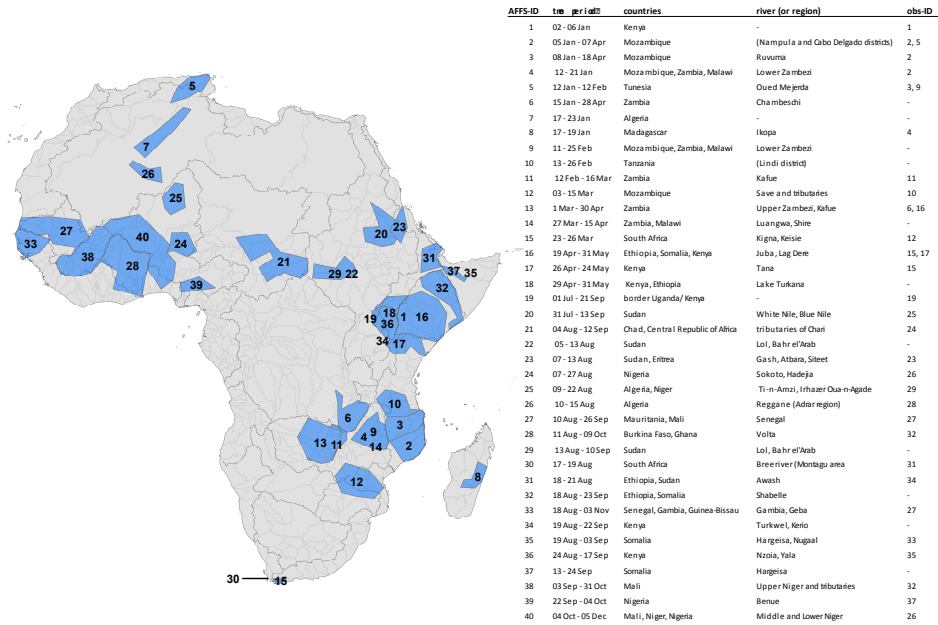 5
7
26
25
27
33
40
24
38
28
39
21
29 22
20
23
31
37 35
32
19
18
1 16
36
34
17
10
6
3
9
4
14
13 11
2
12
8
30
15
AFFS-ID countries river (or region) obs-ID
1 02 - 06 Jan Kenya - 1
2 05 Jan - 07 Apr Mozambique (Nampula and Cabo Delgado districts) 2, 5
3 08 Jan - 18 Apr Mozambique Ruvuma 2
4 12 - 21 Jan Mozambique, Zambia, Malawi Lower Zambezi 2
5 12 Jan - 12 Feb Tunesia Oued Mejerda 3, 9
6 15 Jan - 28 Apr Zambia Chambeschi -
7 17 - 23 Jan Algeria - -
8 17 - 19 Jan Madagascar Ikopa 4
9 11 - 25 Feb Mozambique, Zambia, Malawi Lower Zambezi -
10 13 - 26 Feb Tanzania (Lindi district) -
11 12 Feb - 16 Mar Zambia Kafue 11
12 03 - 15 Mar Mozambique Save and tributaries 10
13 1 Mar - 30 Apr Zambia Upper Zambezi, Kafue 6, 16
14 27 Mar - 15 Apr Zambia, Malawi Luangwa, Shire -
15 23 - 26 Mar South Africa Kigna, Keisie 12
16 19 Apr - 31 May Ethiopia, Somalia, Kenya Juba, Lag Dere 15, 17
17 26 Apr - 24 May Kenya Tana 15
18 29 Apr - 31 May Kenya, Ethiopia Lake Turkana -
19 01 Jul - 21 Sep border Uganda/ Kenya - 19
20 31 Jul - 13 Sep Sudan White Nile, Blue Nile 25
21 04 Aug - 12 Sep Chad, Central Republic of Africa tributaries of Chari 24
22 05 - 13 Aug Sudan Lol, Bahr el'Arab -
23 07 - 13 Aug Sudan, Eritrea Gash, Atbara, Siteet 23
24 07 - 27 Aug Nigeria Sokoto, Hadejia 26
25 09 - 22 Aug Algeria, Niger Ti-n-Amzi, Irhazer Oua-n-Agade 29
26 10 - 15 Aug Algeria Reggane (Adrar region) 28
27 10 Aug - 26 Sep Mauritania, Mali Senegal 27
28 11 Aug - 09 Oct Burkina Faso, Ghana Volta 32
29 13 Aug - 10 Sep Sudan Lol, Bahr el'Arab -
30 17 - 19 Aug South Africa Breeriver (Montagu area 31
31 18 - 21 Aug Ethiopia, Sudan Awash 34
32 18 Aug - 23 Sep Ethiopia, Somalia Shabelle -
33 18 Aug - 03 Nov Senegal, Gambia, Guinea-Bissau Gambia, Geba 27
34 19 Aug - 22 Sep Kenya Turkwel, Kerio -
35 19 Aug - 03 Sep Somalia Hargeisa, Nugaal 33
36 24 Aug - 17 Sep Kenya Nzoia, Yala 35
37 13 - 24 Sep Somalia Hargeisa -
38 03 Sep - 31 Oct Mali Upper Niger and tributaries 32
39 22 Sep - 04 Oct Nigeria Benue 37
40 04 Oct - 05 Dec Mali, Niger, Nigeria Middle and Lower Niger 26